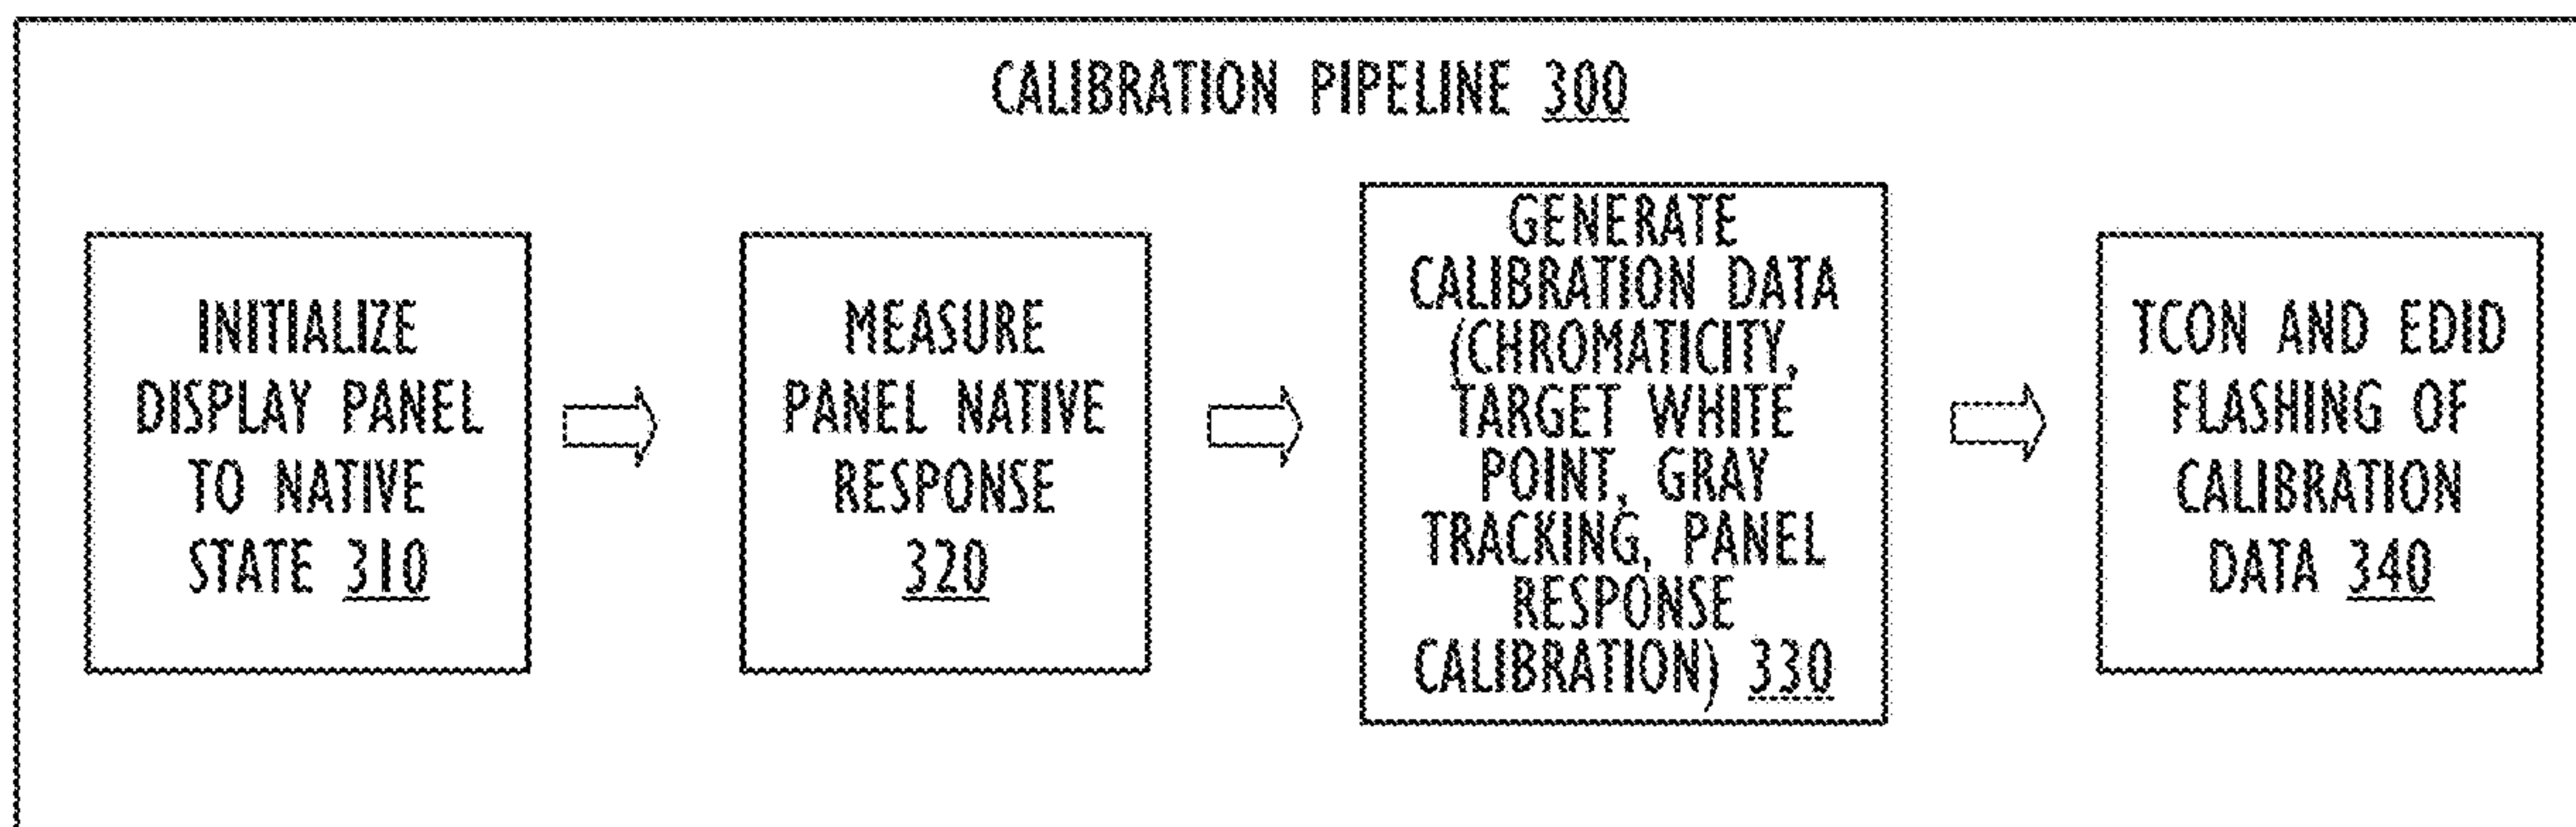 CALIBRATION PIPELINE 300
INITIALIZE
DISPLAY PANEL
TO NATIVE
STATE 310
MEASURE
PANEL NATIVE
RESPONSE
320
GENERATE
CALIBRATION DATA
(CHROMATICITY,
TARGET WHITE
POINT, GRAY
TRACKING, PANEL
RESPONSE
CALIBRATION) 330
TCON AND EDID
FLASHING OF
CALIBRATION
DATA 340